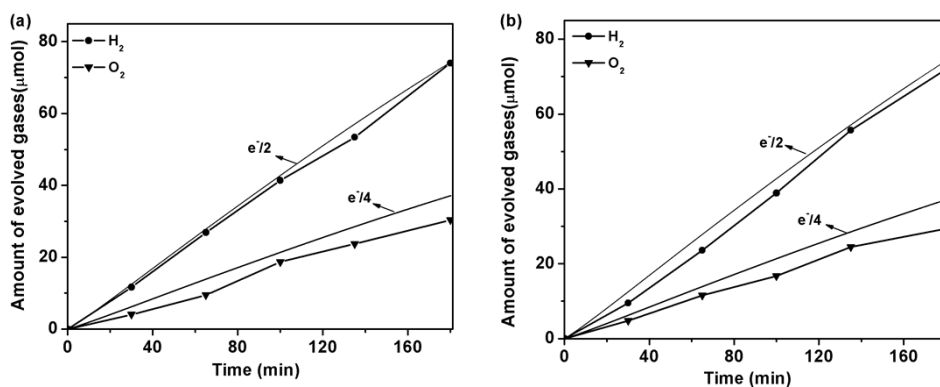 (a)
H₂
O₂
e⁻/2
e⁻/4
80
60
40
20
0
0 40 80 120 160
Time (min)
Amount of evolved gases(μmol)
(b)
H₂
O₂
e⁻/2
e⁻/4
80
60
40
20
0
0 40 80 120 160
Time (min)
Amount of evolved gases(μmol)